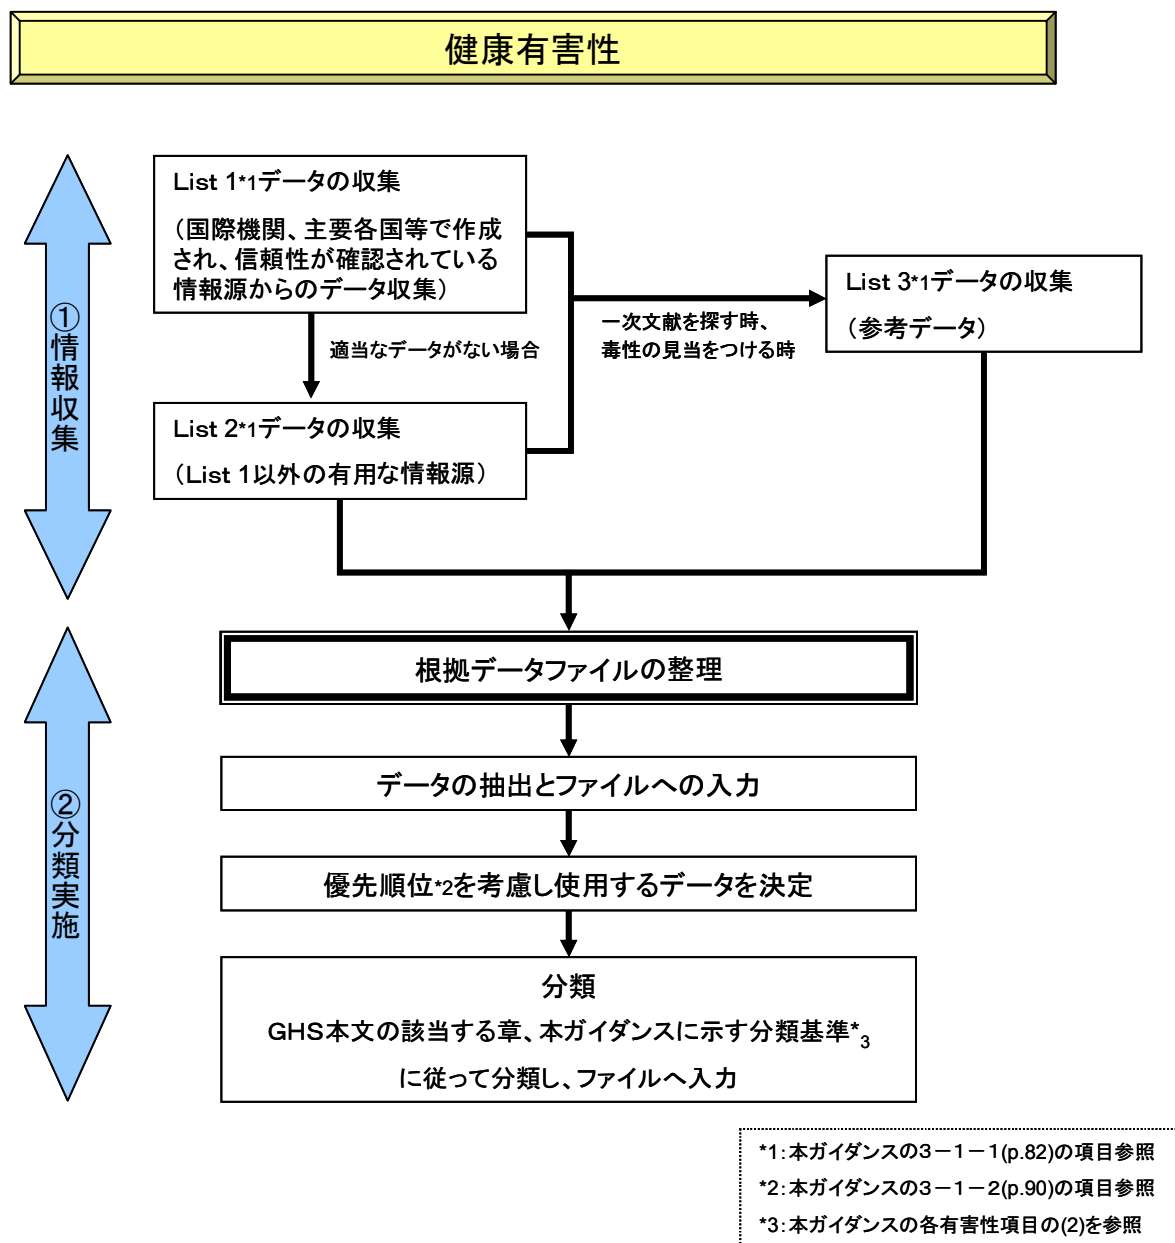 健康有害性
①情報収集
List 1*1データの収集
（国際機関、主要各国等で作成
され、信頼性が確認されている
情報源からのデータ収集）
適当なデータがない場合
List 2*1データの収集
（List 1以外の有用な情報源）
一次文献を探す時、
毒性の見当をつける時
List 3*1データの収集
（参考データ）
②分類実施
根拠データファイルの整理
データの抽出とファイルへの入力
優先順位*2を考慮し使用するデータを決定
分類
GHS本文の該当する章、本ガイダンスに示す分類基準*3
に従って分類し、ファイルへ入力
*1：本ガイダンスの３－１－１(p.82)の項目参照
*2：本ガイダンスの３－１－２(p.90)の項目参照
*3：本ガイダンスの各有害性項目の(2)を参照